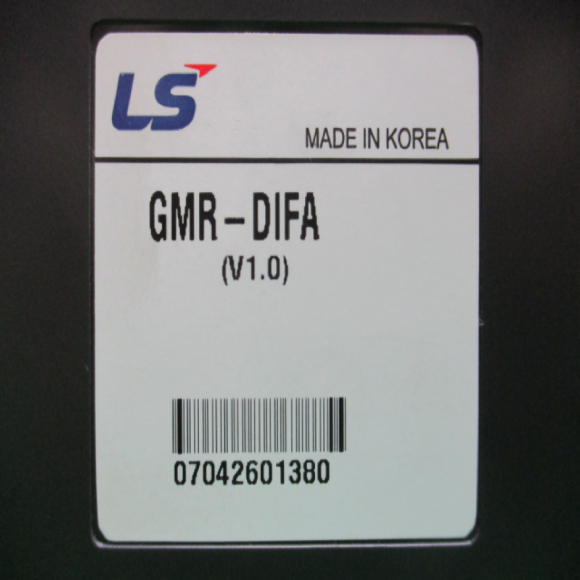 LS
MADE IN KOREA
GMR-DIFA
(V1.0)
07042601380